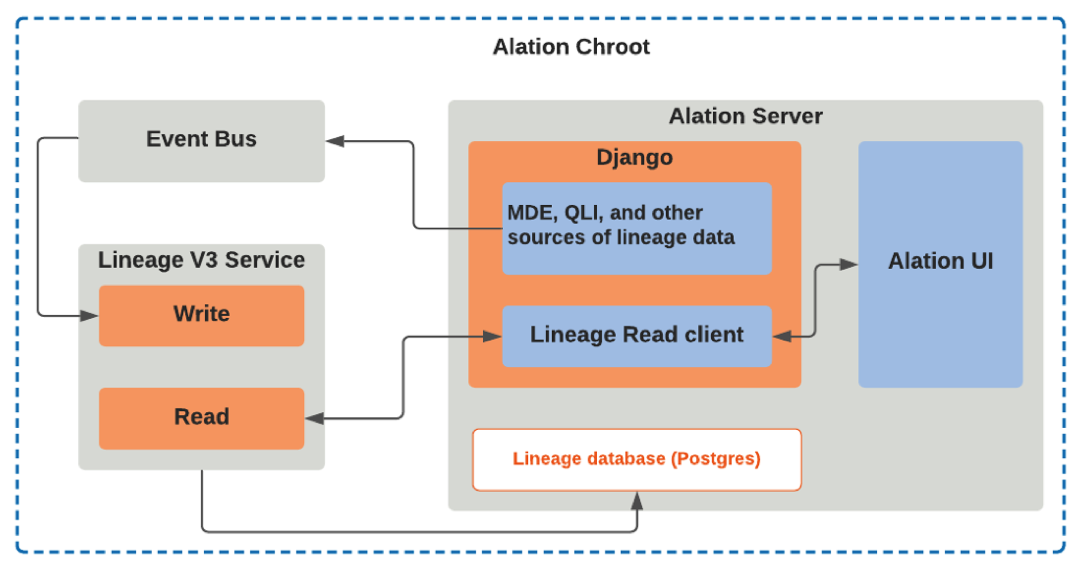 Alation Chroot
Event Bus
Lineage V3 Service
Write
Read
Alation Server
Django
MDE, QLI, and other
sources of lineage data
Lineage Read client
Alation UI
Lineage database (Postgres)